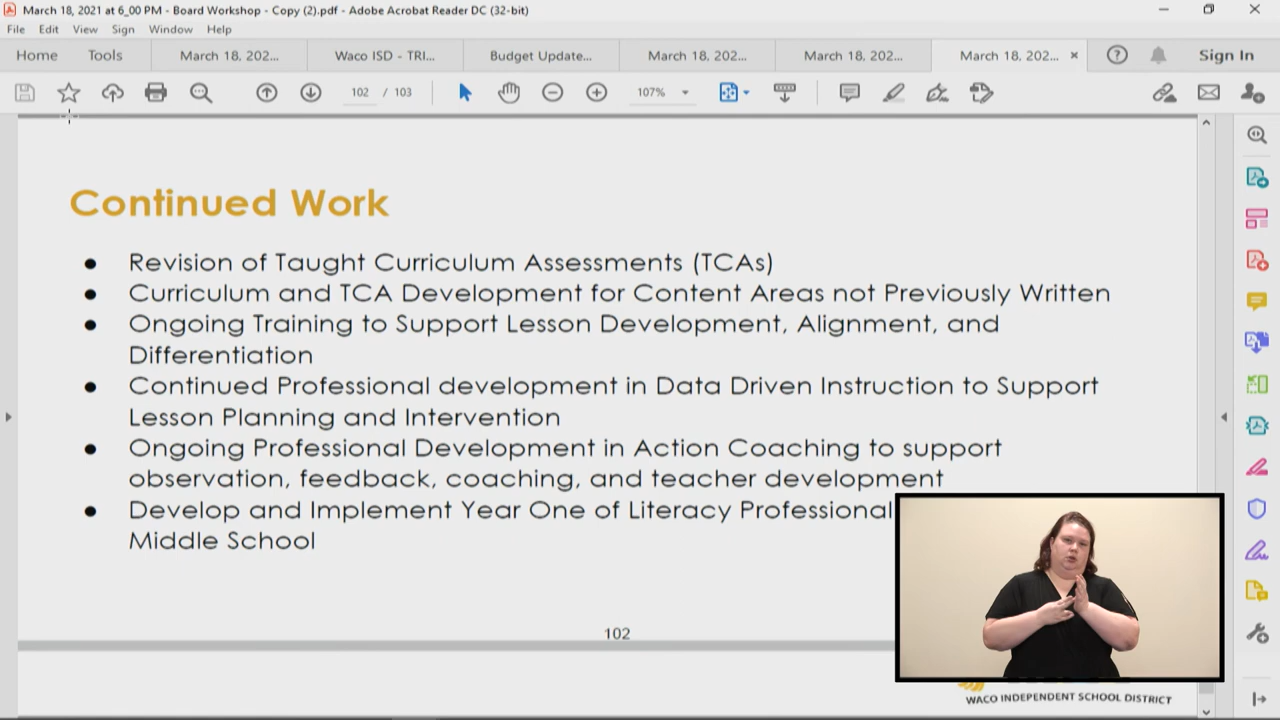 March 18, 2021 at 6_00 PM - Board Workshop - Copy (2).pdf - Adobe Acrobat Reader DC (32-bit)
File Edit View Sign Window Help
Home Tools March 18, 202... Waco ISD - TRI... Budget Update... March 18, 202... March 18, 202... March 18, 202... × Sign In
102 / 103 107%
Continued Work
● Revision of Taught Curriculum Assessments (TCAs)
● Curriculum and TCA Development for Content Areas not Previously Written
● Ongoing Training to Support Lesson Development, Alignment, and
Differentiation
● Continued Professional development in Data Driven Instruction to Support
Lesson Planning and Intervention
● Ongoing Professional Development in Action Coaching to support
observation, feedback, coaching, and teacher development
● Develop and Implement Year One of Literacy Professional
Middle School
102
WACO INDEPENDENT SCHOOL DISTRICT